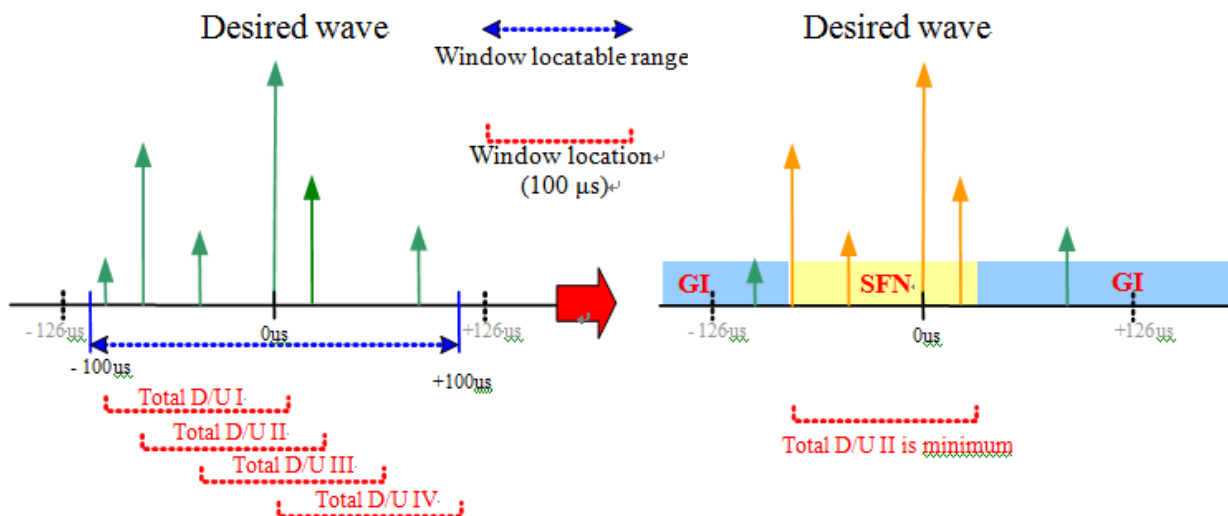 Desired wave
Window locatable range
Window location↵
(100 μs)↵
Desired wave
- 126us
0us
+126us
- 100us
+100us
Total D/U I
Total D/U II
Total D/U III
Total D/U IV
↵
GI
SFN
GI
- 126us
0us
+126us
Total D/U II is minimum